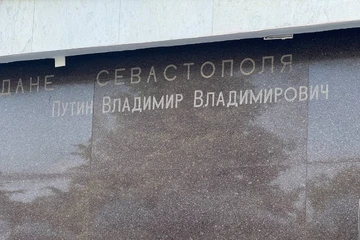 ДАНЕ СЕВАСТОПОЛЯ
Путин Владимир Владимирович